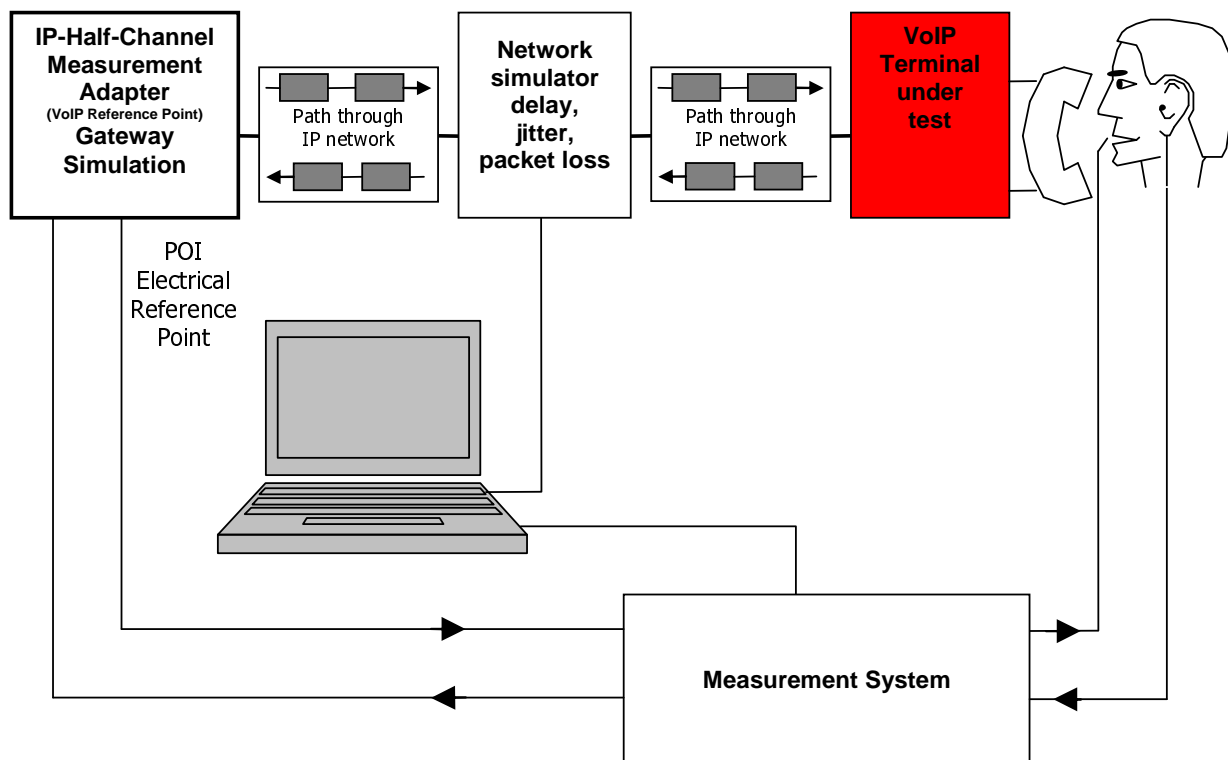 IP-Half-Channel
Measurement
Adapter
(VoIP Reference Point)
Gateway
Simulation
Path through
IP network
Network
simulator
delay,
jitter,
packet loss
Path through
IP network
VoIP
Terminal
under
test
POI
Electrical
Reference
Point
Measurement System